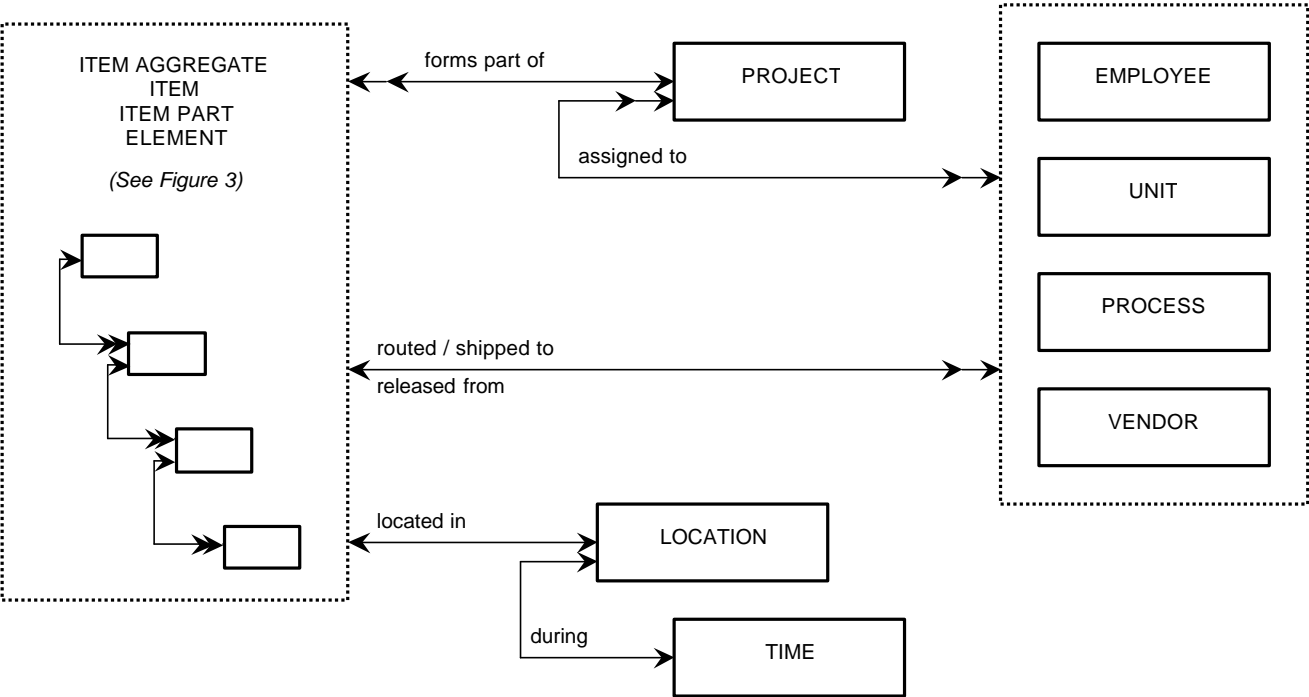 ITEM AGGREGATE
ITEM
ITEM PART
ELEMENT
(See Figure 3)
forms part of
PROJECT
assigned to
EMPLOYEE
UNIT
PROCESS
VENDOR
routed / shipped to
released from
located in
LOCATION
during
TIME